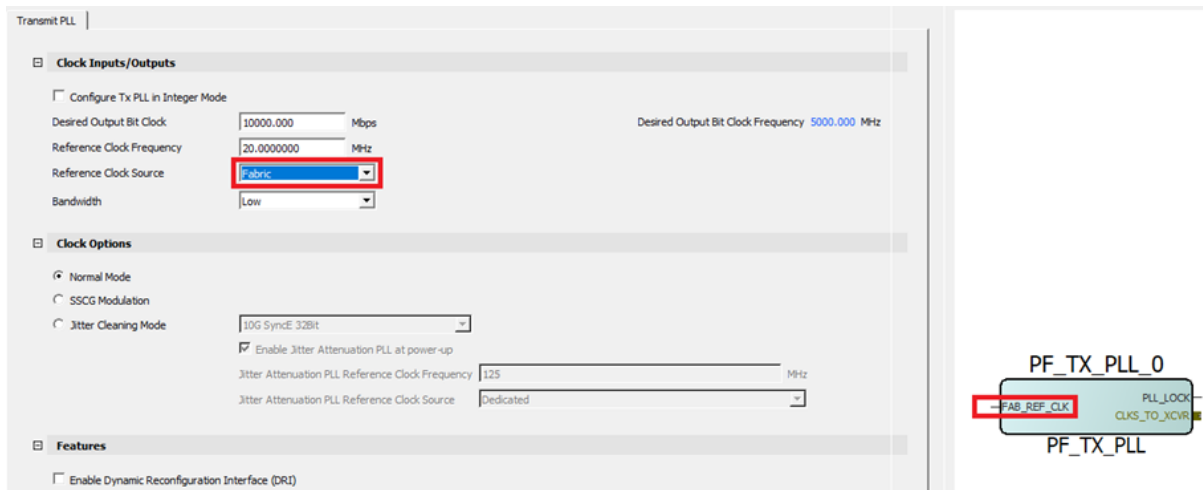 Transmit PLL
Clock Inputs/Outputs
Configure Tx PLL in Integer Mode
Desired Output Bit Clock 10000.000 Mbps Desired Output Bit Clock Frequency 5000.000 MHz
Reference Clock Frequency 20.0000000 MHz
Reference Clock Source Fabric
Bandwidth Low
Clock Options
Normal Mode
SSCG Modulation
Jitter Cleaning Mode 10G SyncE 32Bit
Enable Jitter Attenuation PLL at power-up
Jitter Attenuation PLL Reference Clock Frequency 125 MHz
Jitter Attenuation PLL Reference Clock Source Dedicated
Features
Enable Dynamic Reconfiguration Interface (DRI)
PF_TX_PLL_0
FAB_REF_CLK PLL_LOCK
CLKS_TO_XCVR
PF_TX_PLL